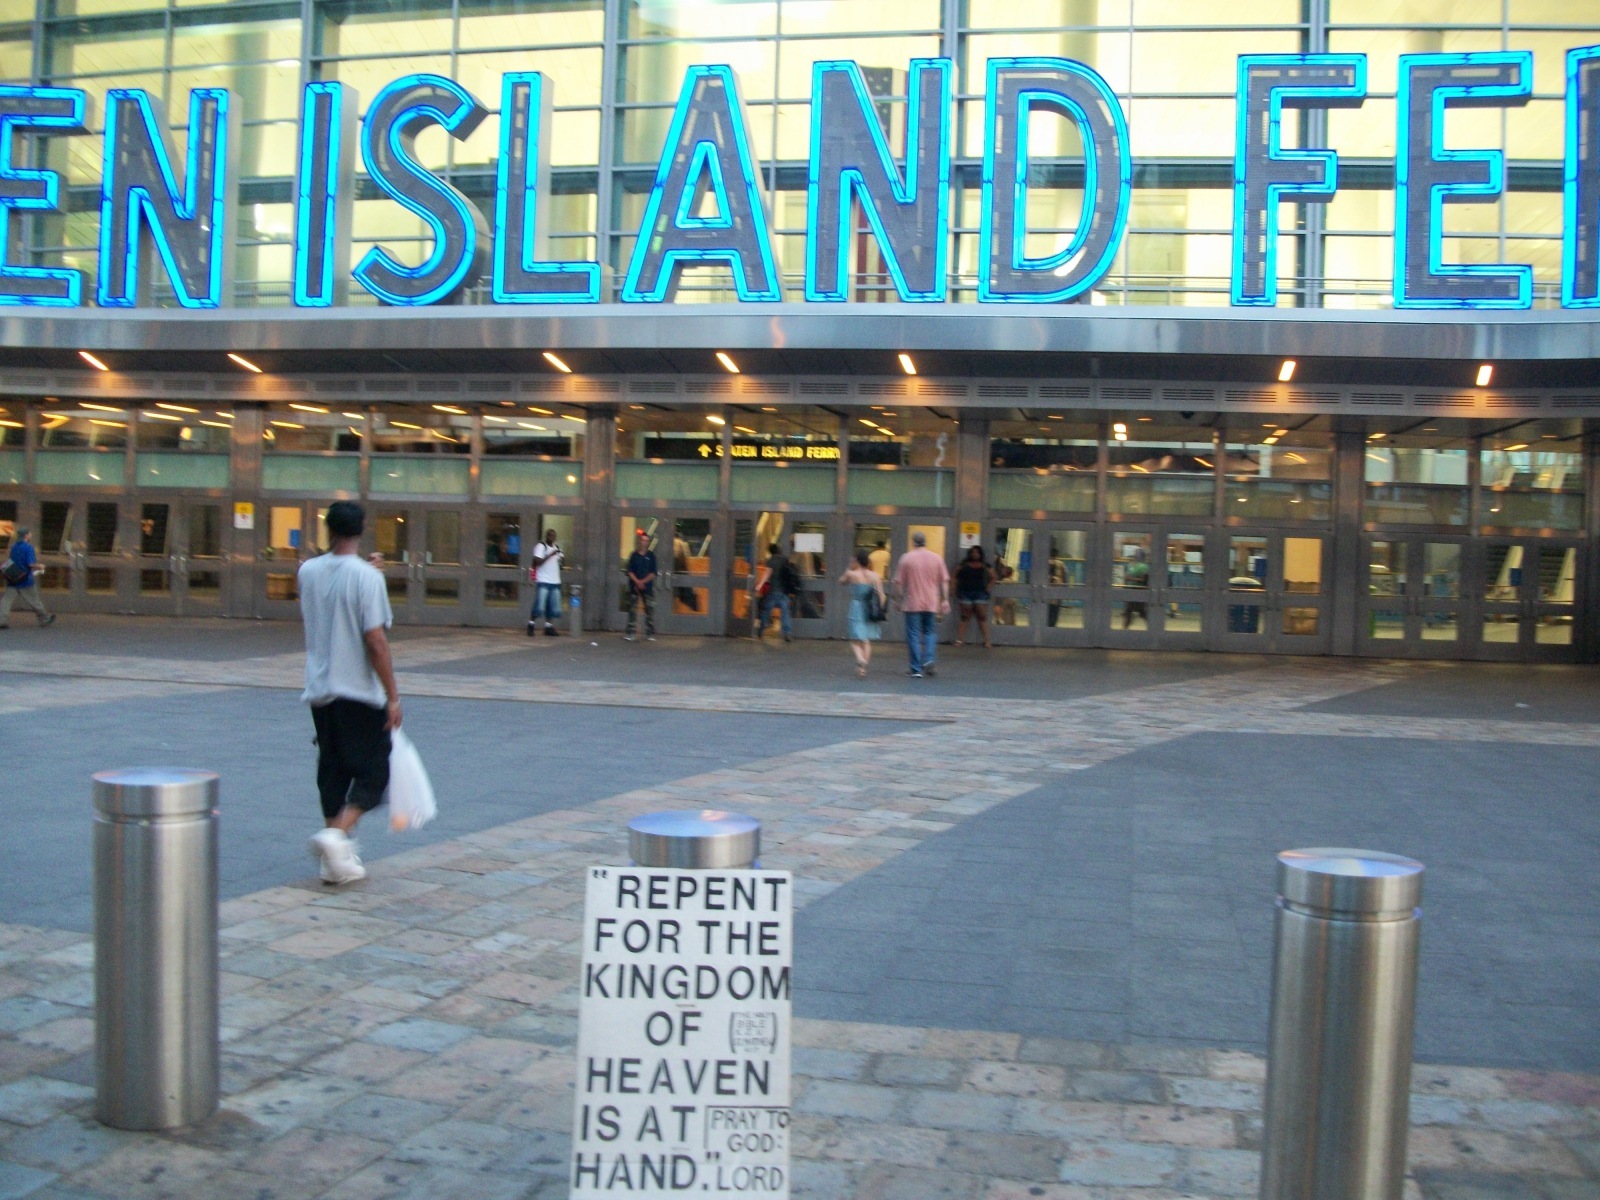 EN ISLAND FE
STATEN ISLAND FERRY
"REPENT
FOR THE
KINGDOM
OF
HEAVEN
IS AT
HAND."
PRAY TO
GOD:
LORD